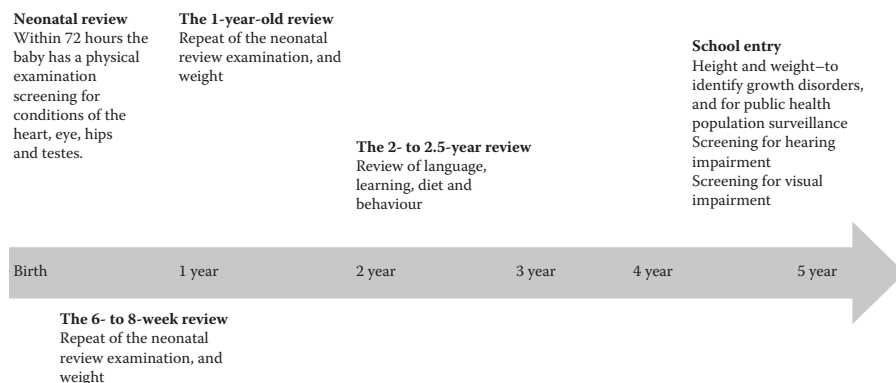 Neonatal review
Within 72 hours the
baby has a physical
examination
screening for
conditions of the
heart, eye, hips
and testes.
The 1-year-old review
Repeat of the neonatal
review examination, and
weight
The 2- to 2.5-year review
Review of language,
learning, diet and
behaviour
School entry
Height and weight–to
identify growth disorders,
and for public health
population surveillance
Screening for hearing
impairment
Screening for visual
impairment
Birth 1 year 2 year 3 year 4 year 5 year
The 6- to 8-week review
Repeat of the neonatal
review examination, and
weight